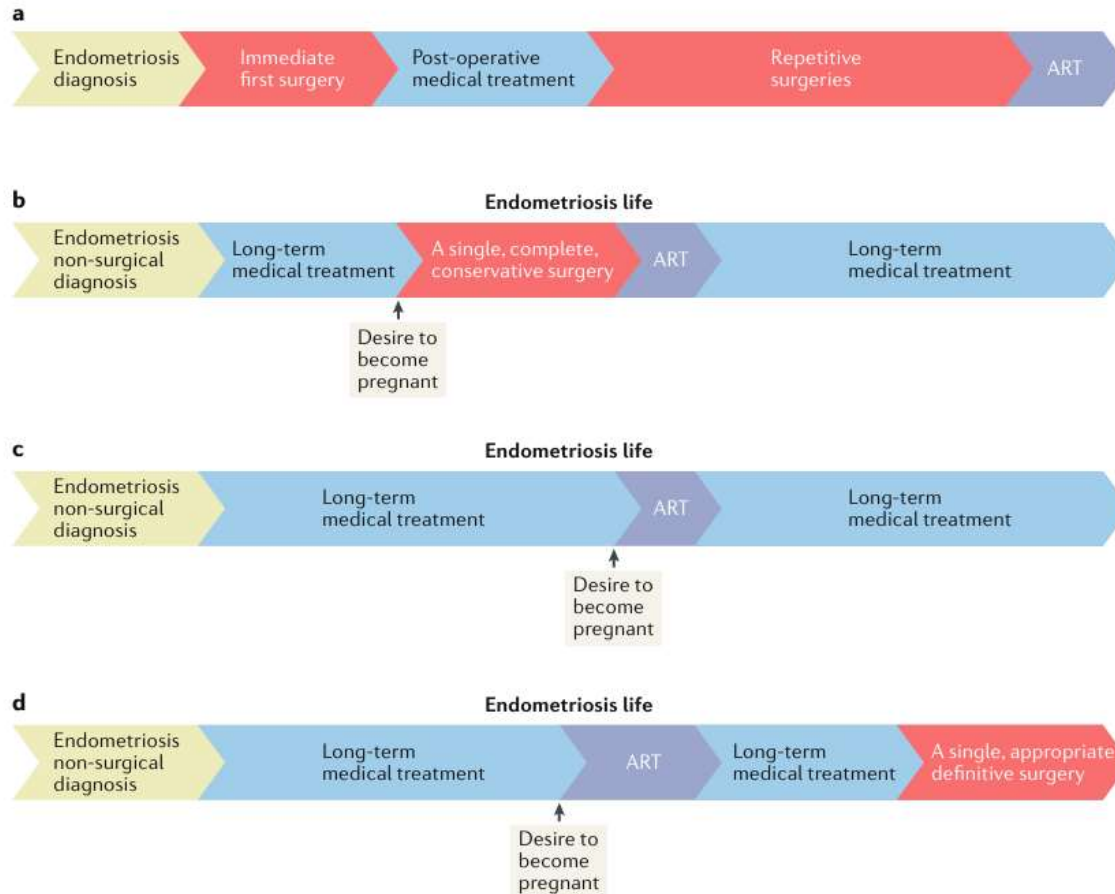 a
Endometriosis
diagnosis
Immediate
first surgery
Post-operative
medical treatment
Repetitive
surgeries
ART
b
Endometriosis life
Endometriosis
non-surgical
diagnosis
Long-term
medical treatment
A single, complete,
conservative surgery
ART
Long-term
medical treatment
Desire to
become
pregnant
c
Endometriosis life
Endometriosis
non-surgical
diagnosis
Long-term
medical treatment
ART
Long-term
medical treatment
Desire to
become
pregnant
d
Endometriosis life
Endometriosis
non-surgical
diagnosis
Long-term
medical treatment
ART
Long-term
medical treatment
A single, appropriate
definitive surgery
Desire to
become
pregnant